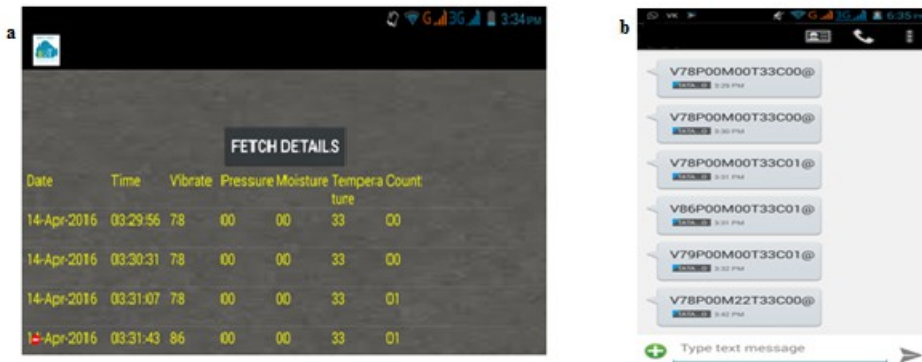 a
G 3G 3:34 PM
FETCH DETAILS
Date Time Vibrate Pressure Moisture Tempera Count
ture
14-Apr-2016 03:29:56 78 00 00 33 00
14-Apr-2016 03:30:31 78 00 00 33 00
14-Apr-2016 03:31:07 78 00 00 33 01
14-Apr-2016 03:31:43 86 00 00 33 01
b
VK G 3G 6:35 PM
V78P00M00T33C00@
3:29 PM
V78P00M00T33C00@
3:30 PM
V78P00M00T33C01@
3:31 PM
V86P00M00T33C01@
3:31 PM
V79P00M00T33C01@
3:32 PM
V78P00M22T33C00@
3:42 PM
Type text message